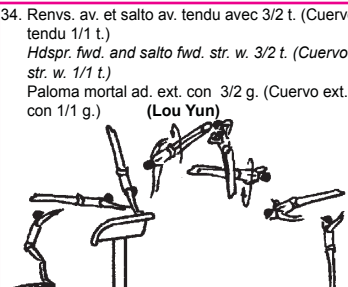 34. Renvs. av. et salto av. tendu avec 3/2 t. (Cuervo
tendu 1/1 t.)
Hdspr. fwd. and salto fwd. str. w. 3/2 t. (Cuervo
str. w. 1/1 t.)
Paloma mortal ad. ext. con 3/2 g. (Cuervo ext.
con 1/1 g.) (Lou Yun)